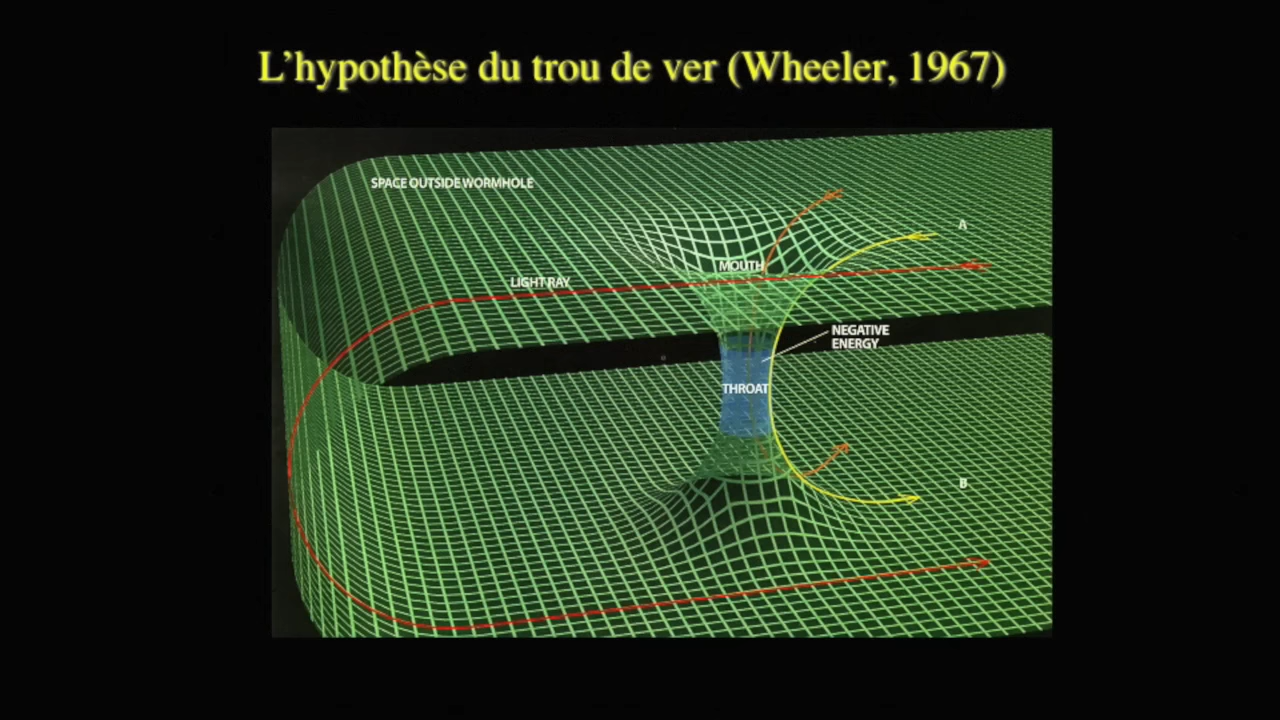 L'hypothèse du trou de ver (Wheeler, 1967)
SPACE OUTSIDE WORMHOLE
A
MOUTH
LIGHT RAY
NEGATIVE
ENERGY
THROAT
B